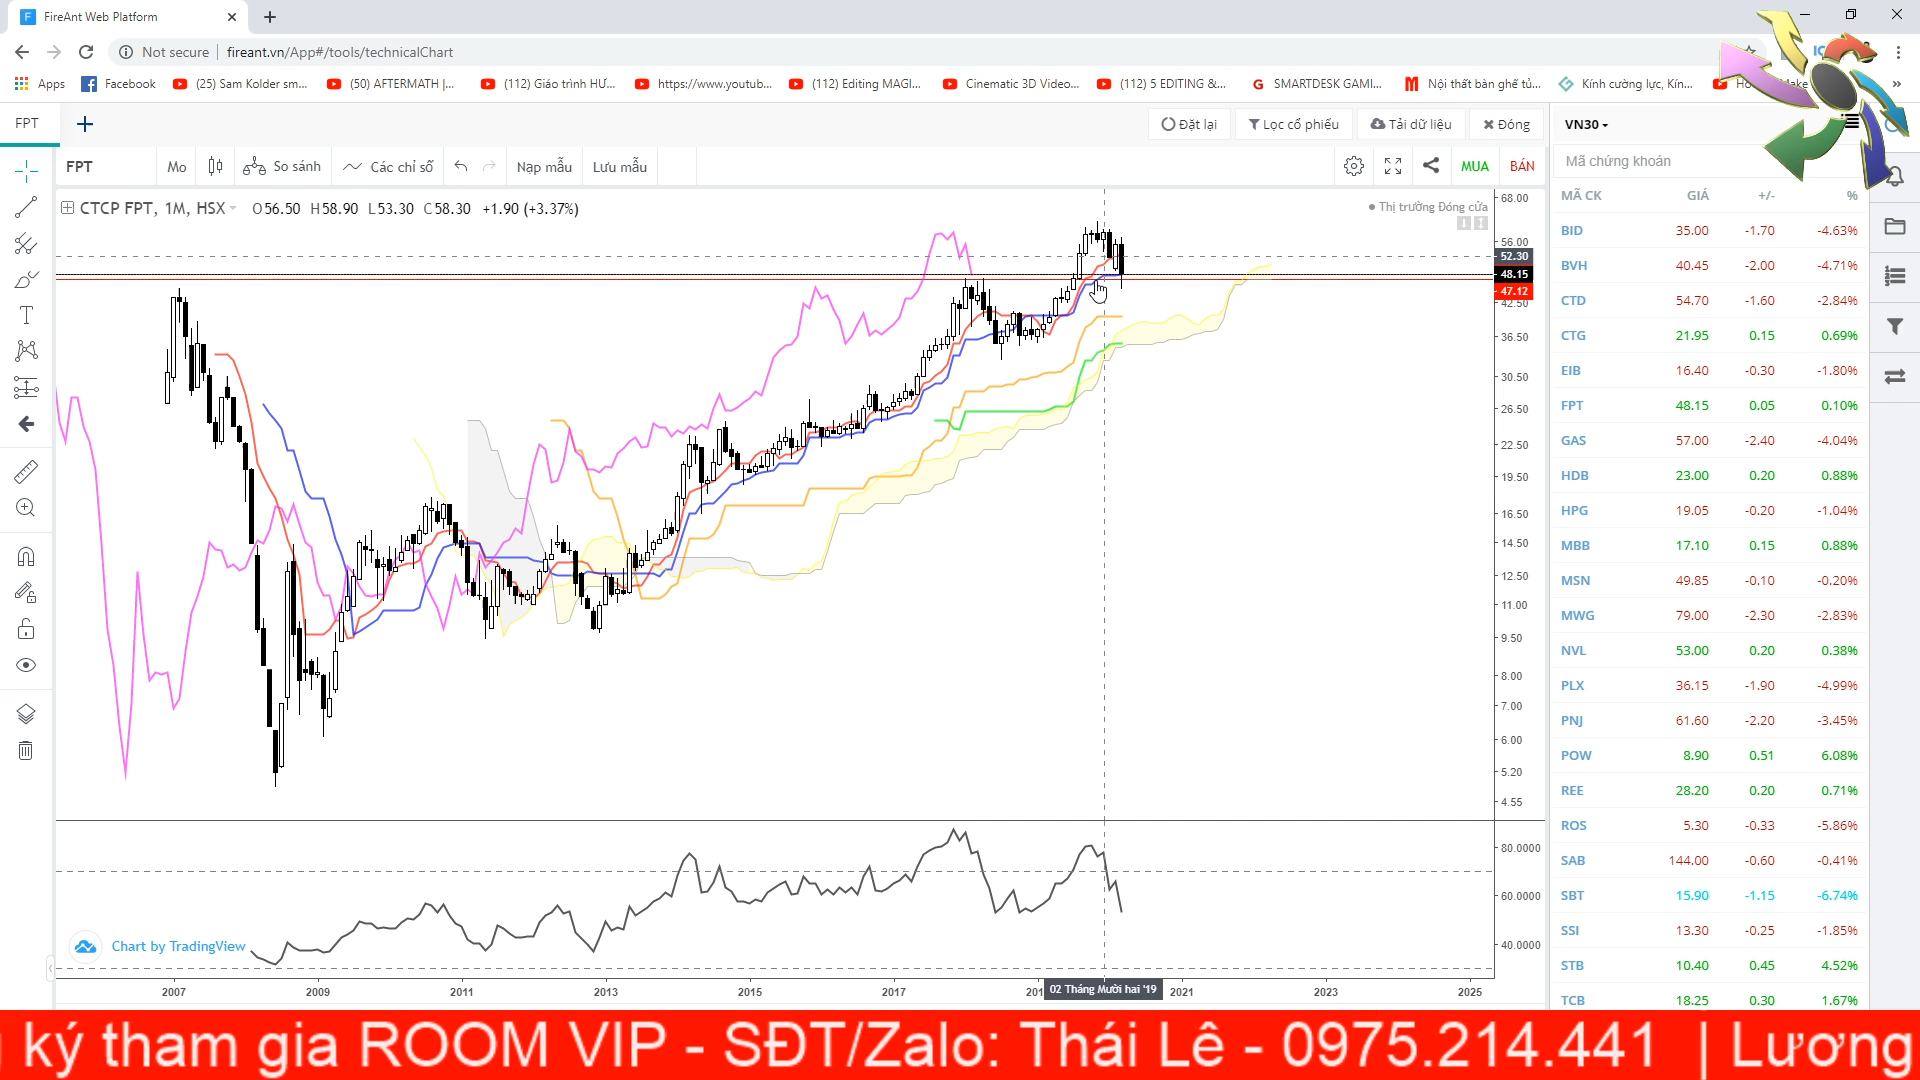 FireAnt Web Platform
Not secure | fireant.vn/App#/tools/technicalChart
Apps Facebook (25) Sam Kolder sm... (50) AFTERMATH |... (112) Giáo trình HƯ... https://www.youtub... (112) Editing MAGI... Cinematic 3D Video... (112) 5 EDITING &... SMARTDESK GAMI... Nội thất bàn ghế tủ... Kính cường lực, Kín...
FPT
Đặt lại Lọc cổ phiếu Tải dữ liệu Đóng
VN30
FPT Mo So sánh Các chỉ số Nạp mẫu Lưu mẫu MUA BÁN
Mã chứng khoán
CTCP FPT, 1M, HSX O56.50 H58.90 L53.30 C58.30 +1.90 (+3.37%)
Thị trường Đóng cửa
68.00
56.00
52.30
48.15
47.12
42.50
36.50
30.50
26.50
22.50
19.50
16.50
14.50
12.50
11.00
9.50
8.00
7.00
6.00
5.20
4.55
80.0000
60.0000
40.0000
Chart by TradingView
2007 2009 2011 2013 2015 2017 201 02 Tháng Mười hai '19 2021 2023 2025
MÃ CK GIÁ +/- %
BID 35.00 -1.70 -4.63%
BVH 40.45 -2.00 -4.71%
CTD 54.70 -1.60 -2.84%
CTG 21.95 0.15 0.69%
EIB 16.40 -0.30 -1.80%
FPT 48.15 0.05 0.10%
GAS 57.00 -2.40 -4.04%
HDB 23.00 0.20 0.88%
HPG 19.05 -0.20 -1.04%
MBB 17.10 0.15 0.88%
MSN 49.85 -0.10 -0.20%
MWG 79.00 -2.30 -2.83%
NVL 53.00 0.20 0.38%
PLX 36.15 -1.90 -4.99%
PNJ 61.60 -2.20 -3.45%
POW 8.90 0.51 6.08%
REE 28.20 0.20 0.71%
ROS 5.30 -0.33 -5.86%
SAB 144.00 -0.60 -0.41%
SBT 15.90 -1.15 -6.74%
SSI 13.30 -0.25 -1.85%
STB 10.40 0.45 4.52%
TCB 18.25 0.30 1.67%
ký tham gia ROOM VIP - SĐT/Zalo: Thái Lê - 0975.214.441 | Lương